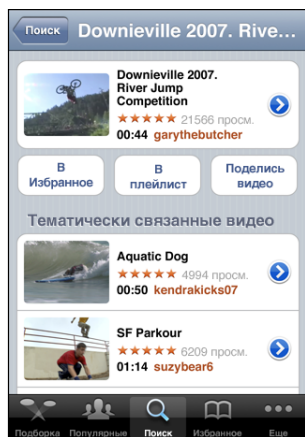 Поиск
Downieville 2007. Rive...
Downieville 2007.
River Jump
Competition
21566 просм.
00:44 garythebutcher
В
Избранное
В
плейлист
Поделись
видео
Тематически связанные видео
Aquatic Dog
4994 просм.
00:50 kendrakicks07
SF Parkour
6209 просм.
01:14 suzybear6
Подборка Популярные Поиск Избранное Еще